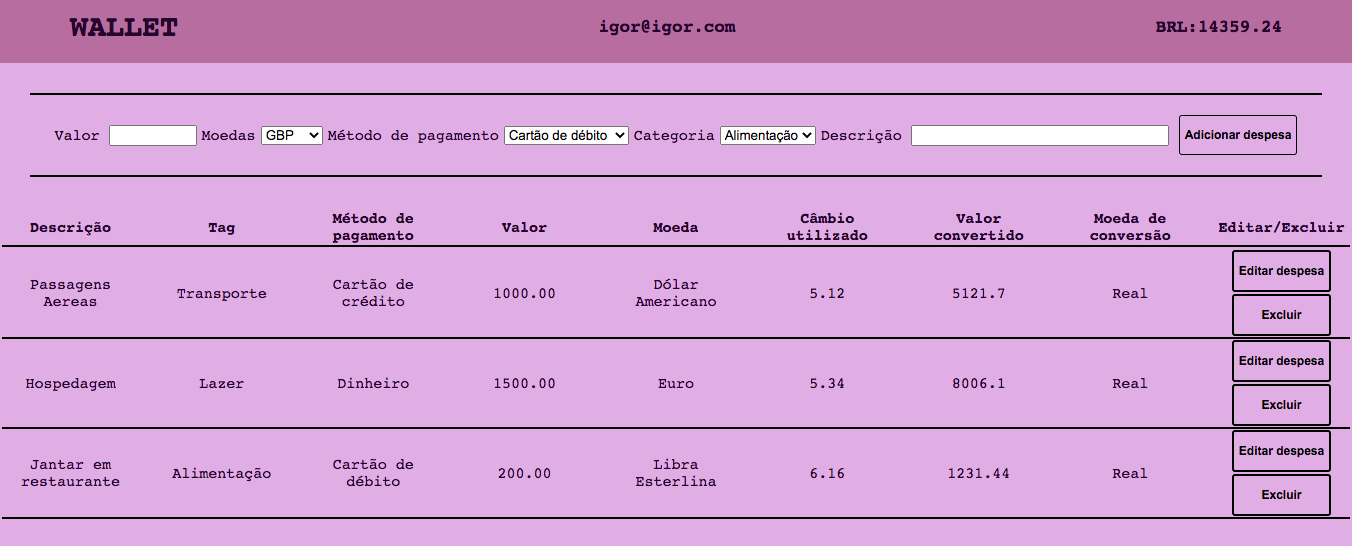 WALLET igor@igor.com BRL:14359.24
Valor Moedas GBP Método de pagamento Cartão de débito Categoria Alimentação Descrição Adicionar despesa
Descrição Tag Método de pagamento Valor Moeda Câmbio utilizado Valor convertido Moeda de conversão Editar/Excluir
Passagens Aereas Transporte Cartão de crédito 1000.00 Dólar Americano 5.12 5121.7 Real Editar despesa
Excluir
Hospedagem Lazer Dinheiro 1500.00 Euro 5.34 8006.1 Real Editar despesa
Excluir
Jantar em restaurante Alimentação Cartão de débito 200.00 Libra Esterlina 6.16 1231.44 Real Editar despesa
Excluir